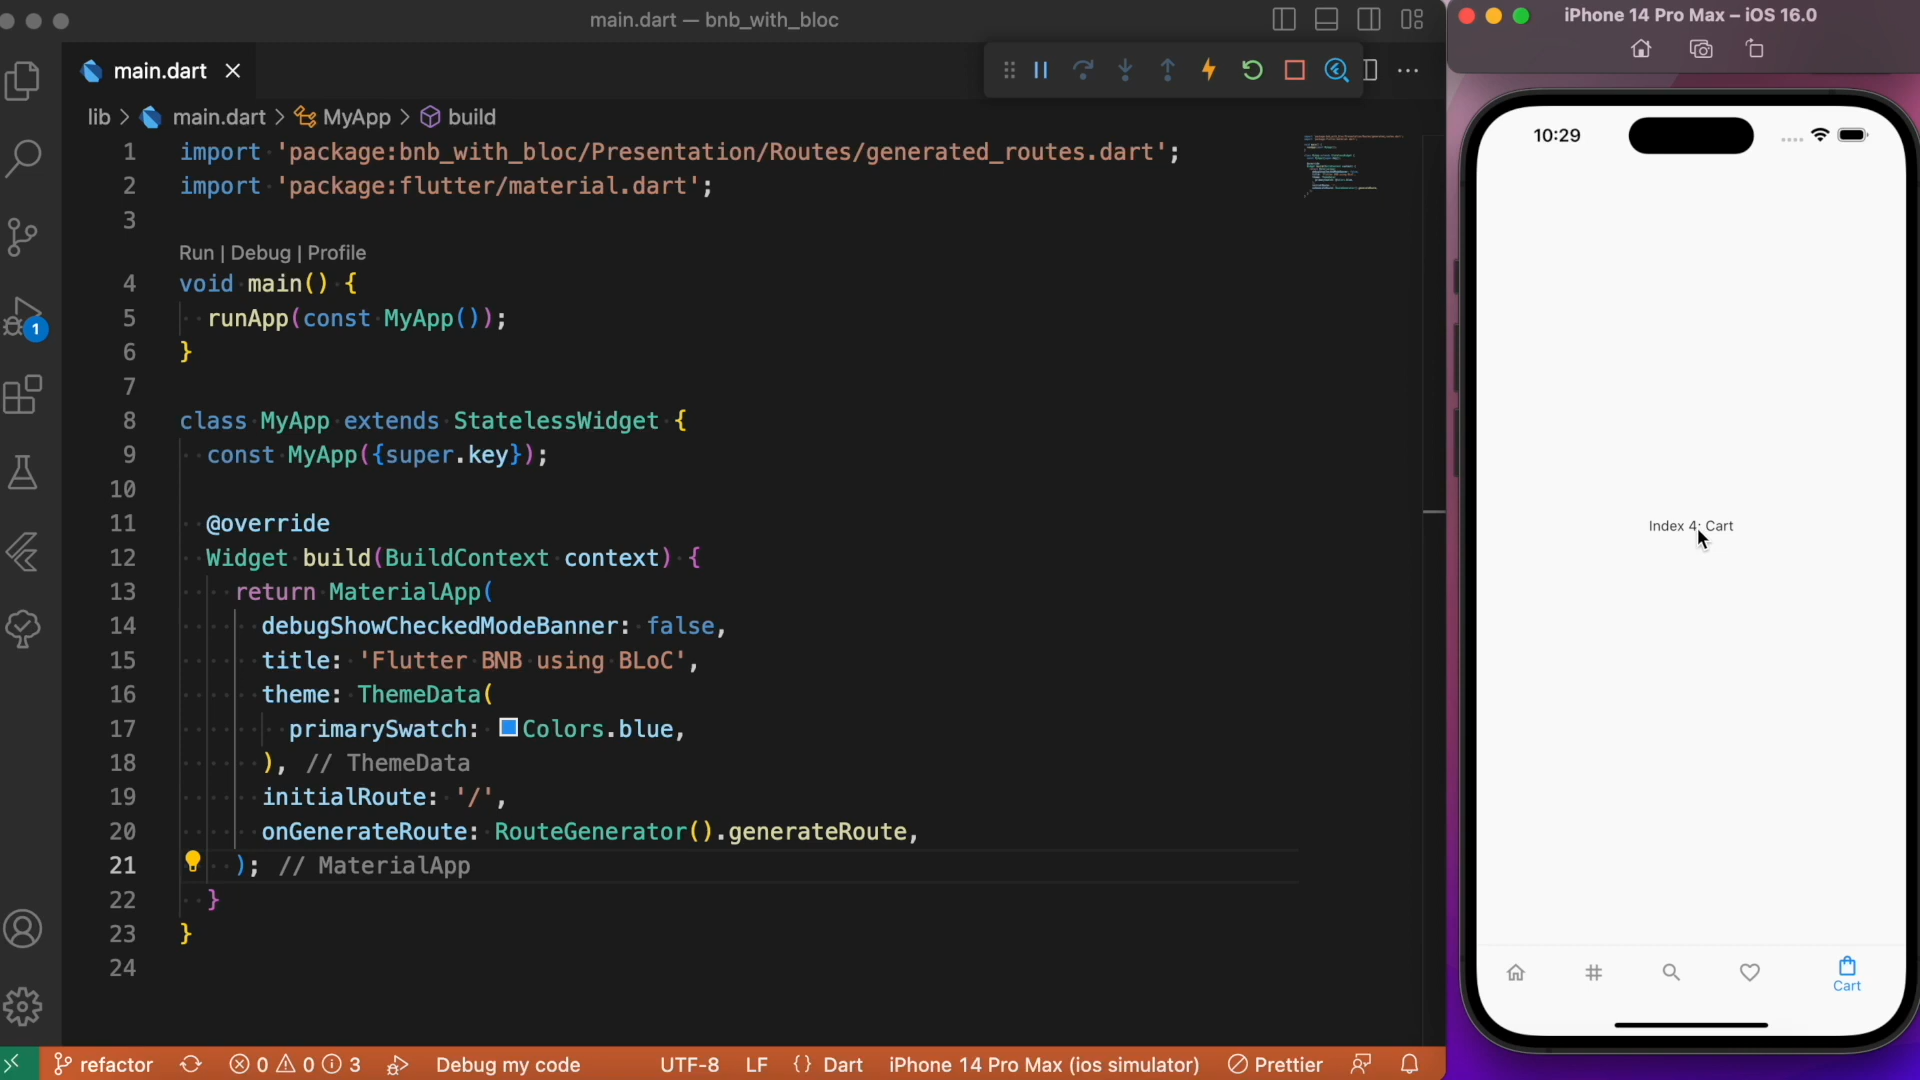 main.dart — bnb_with_bloc
main.dart
lib > main.dart > MyApp > build
1 import 'package:bnb_with_bloc/Presentation/Routes/generated_routes.dart';
2 import 'package:flutter/material.dart';
3
Run | Debug | Profile
4 void main() {
5 runApp(const MyApp());
6 }
7
8 class MyApp extends StatelessWidget {
9 const MyApp({super.key});
10
11 @override
12 Widget build(BuildContext context) {
13 return MaterialApp(
14 debugShowCheckedModeBanner: false,
15 title: 'Flutter BNB using BLoC',
16 theme: ThemeData(
17 primarySwatch: Colors.blue,
18 ), // ThemeData
19 initialRoute: '/',
20 onGenerateRoute: RouteGenerator().generateRoute,
21 ); // MaterialApp
22 }
23 }
24
1
refactor 0 0 3 Debug my code UTF-8 LF {} Dart iPhone 14 Pro Max (ios simulator) Prettier
iPhone 14 Pro Max – iOS 16.0
10:29
Index 4: Cart
Cart